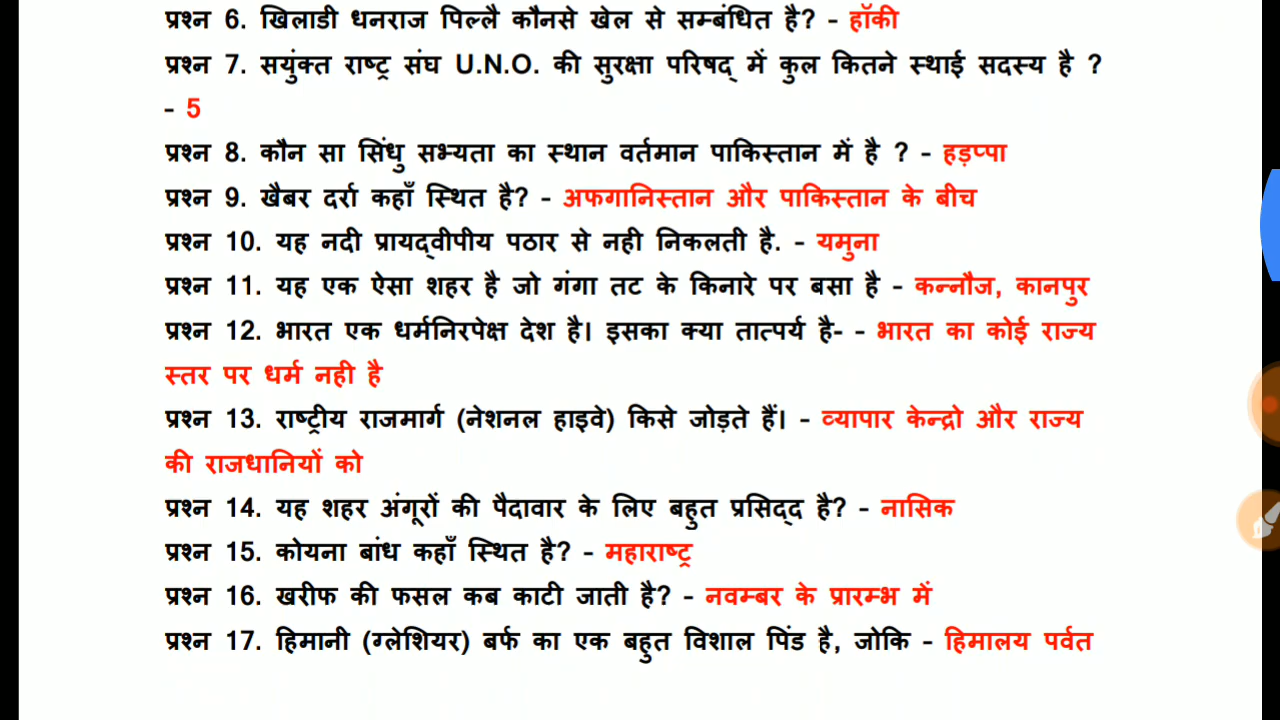 प्रश्न 6. खिलाडी धनराज पिल्लै कौनसे खेल से सम्बंधित है? - हॉकी
प्रश्न 7. सयुंक्त राष्ट्र संघ U.N.O. की सुरक्षा परिषद् में कुल कितने स्थाई सदस्य है ?
- 5
प्रश्न 8. कौन सा सिंधु सभ्यता का स्थान वर्तमान पाकिस्तान में है ? - हड़प्पा
प्रश्न 9. खैबर दर्रा कहाँ स्थित है? - अफगानिस्तान और पाकिस्तान के बीच
प्रश्न 10. यह नदी प्रायद्वीपीय पठार से नही निकलती है. - यमुना
प्रश्न 11. यह एक ऐसा शहर है जो गंगा तट के किनारे पर बसा है - कन्नौज, कानपुर
प्रश्न 12. भारत एक धर्मनिरपेक्ष देश है। इसका क्या तात्पर्य है- - भारत का कोई राज्य
स्तर पर धर्म नही है
प्रश्न 13. राष्ट्रीय राजमार्ग (नेशनल हाइवे) किसे जोड़ते हैं। - व्यापार केन्द्रो और राज्य
की राजधानियों को
प्रश्न 14. यह शहर अंगूरों की पैदावार के लिए बहुत प्रसिद्द है? - नासिक
प्रश्न 15. कोयना बांध कहाँ स्थित है? - महाराष्ट्र
प्रश्न 16. खरीफ की फसल कब काटी जाती है? - नवम्बर के प्रारम्भ में
प्रश्न 17. हिमानी (ग्लेशियर) बर्फ का एक बहुत विशाल पिंड है, जोकि - हिमालय पर्वत